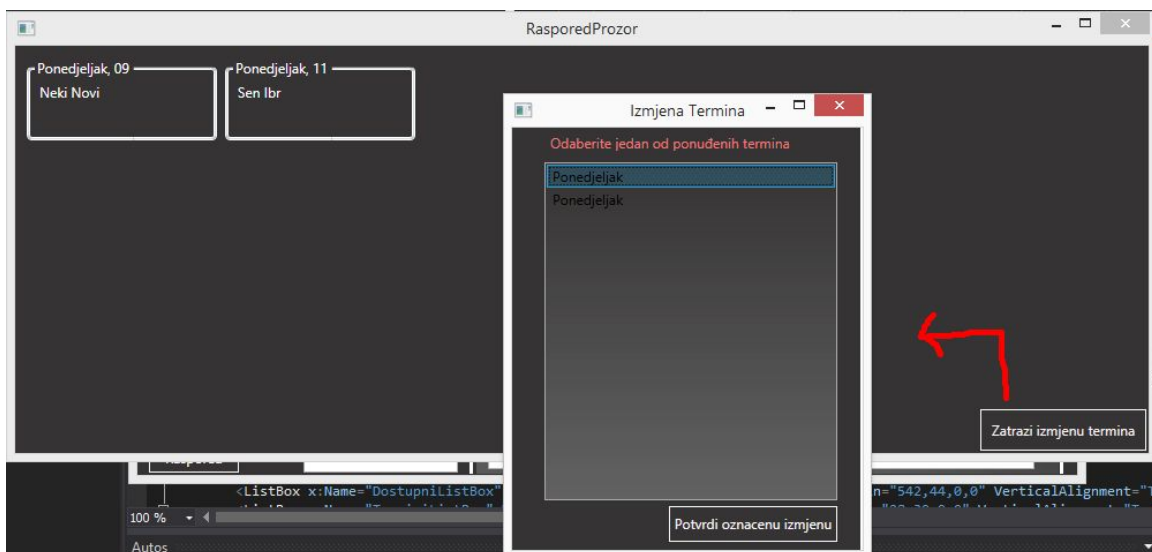 RasporedProzor
Ponedjeljak, 09
Neki Novi
Ponedjeljak, 11
Sen Ibr
Izmjena Termina
Odaberite jedan od ponuđenih termina
Ponedjeljak
Ponedjeljak
Zatrazi izmjenu termina
<ListBox x:Name="DostupniListBox"
n="542,44,0,0" VerticalAlignment="T
100 %
Potvrdi oznacenu izmjenu
Autos